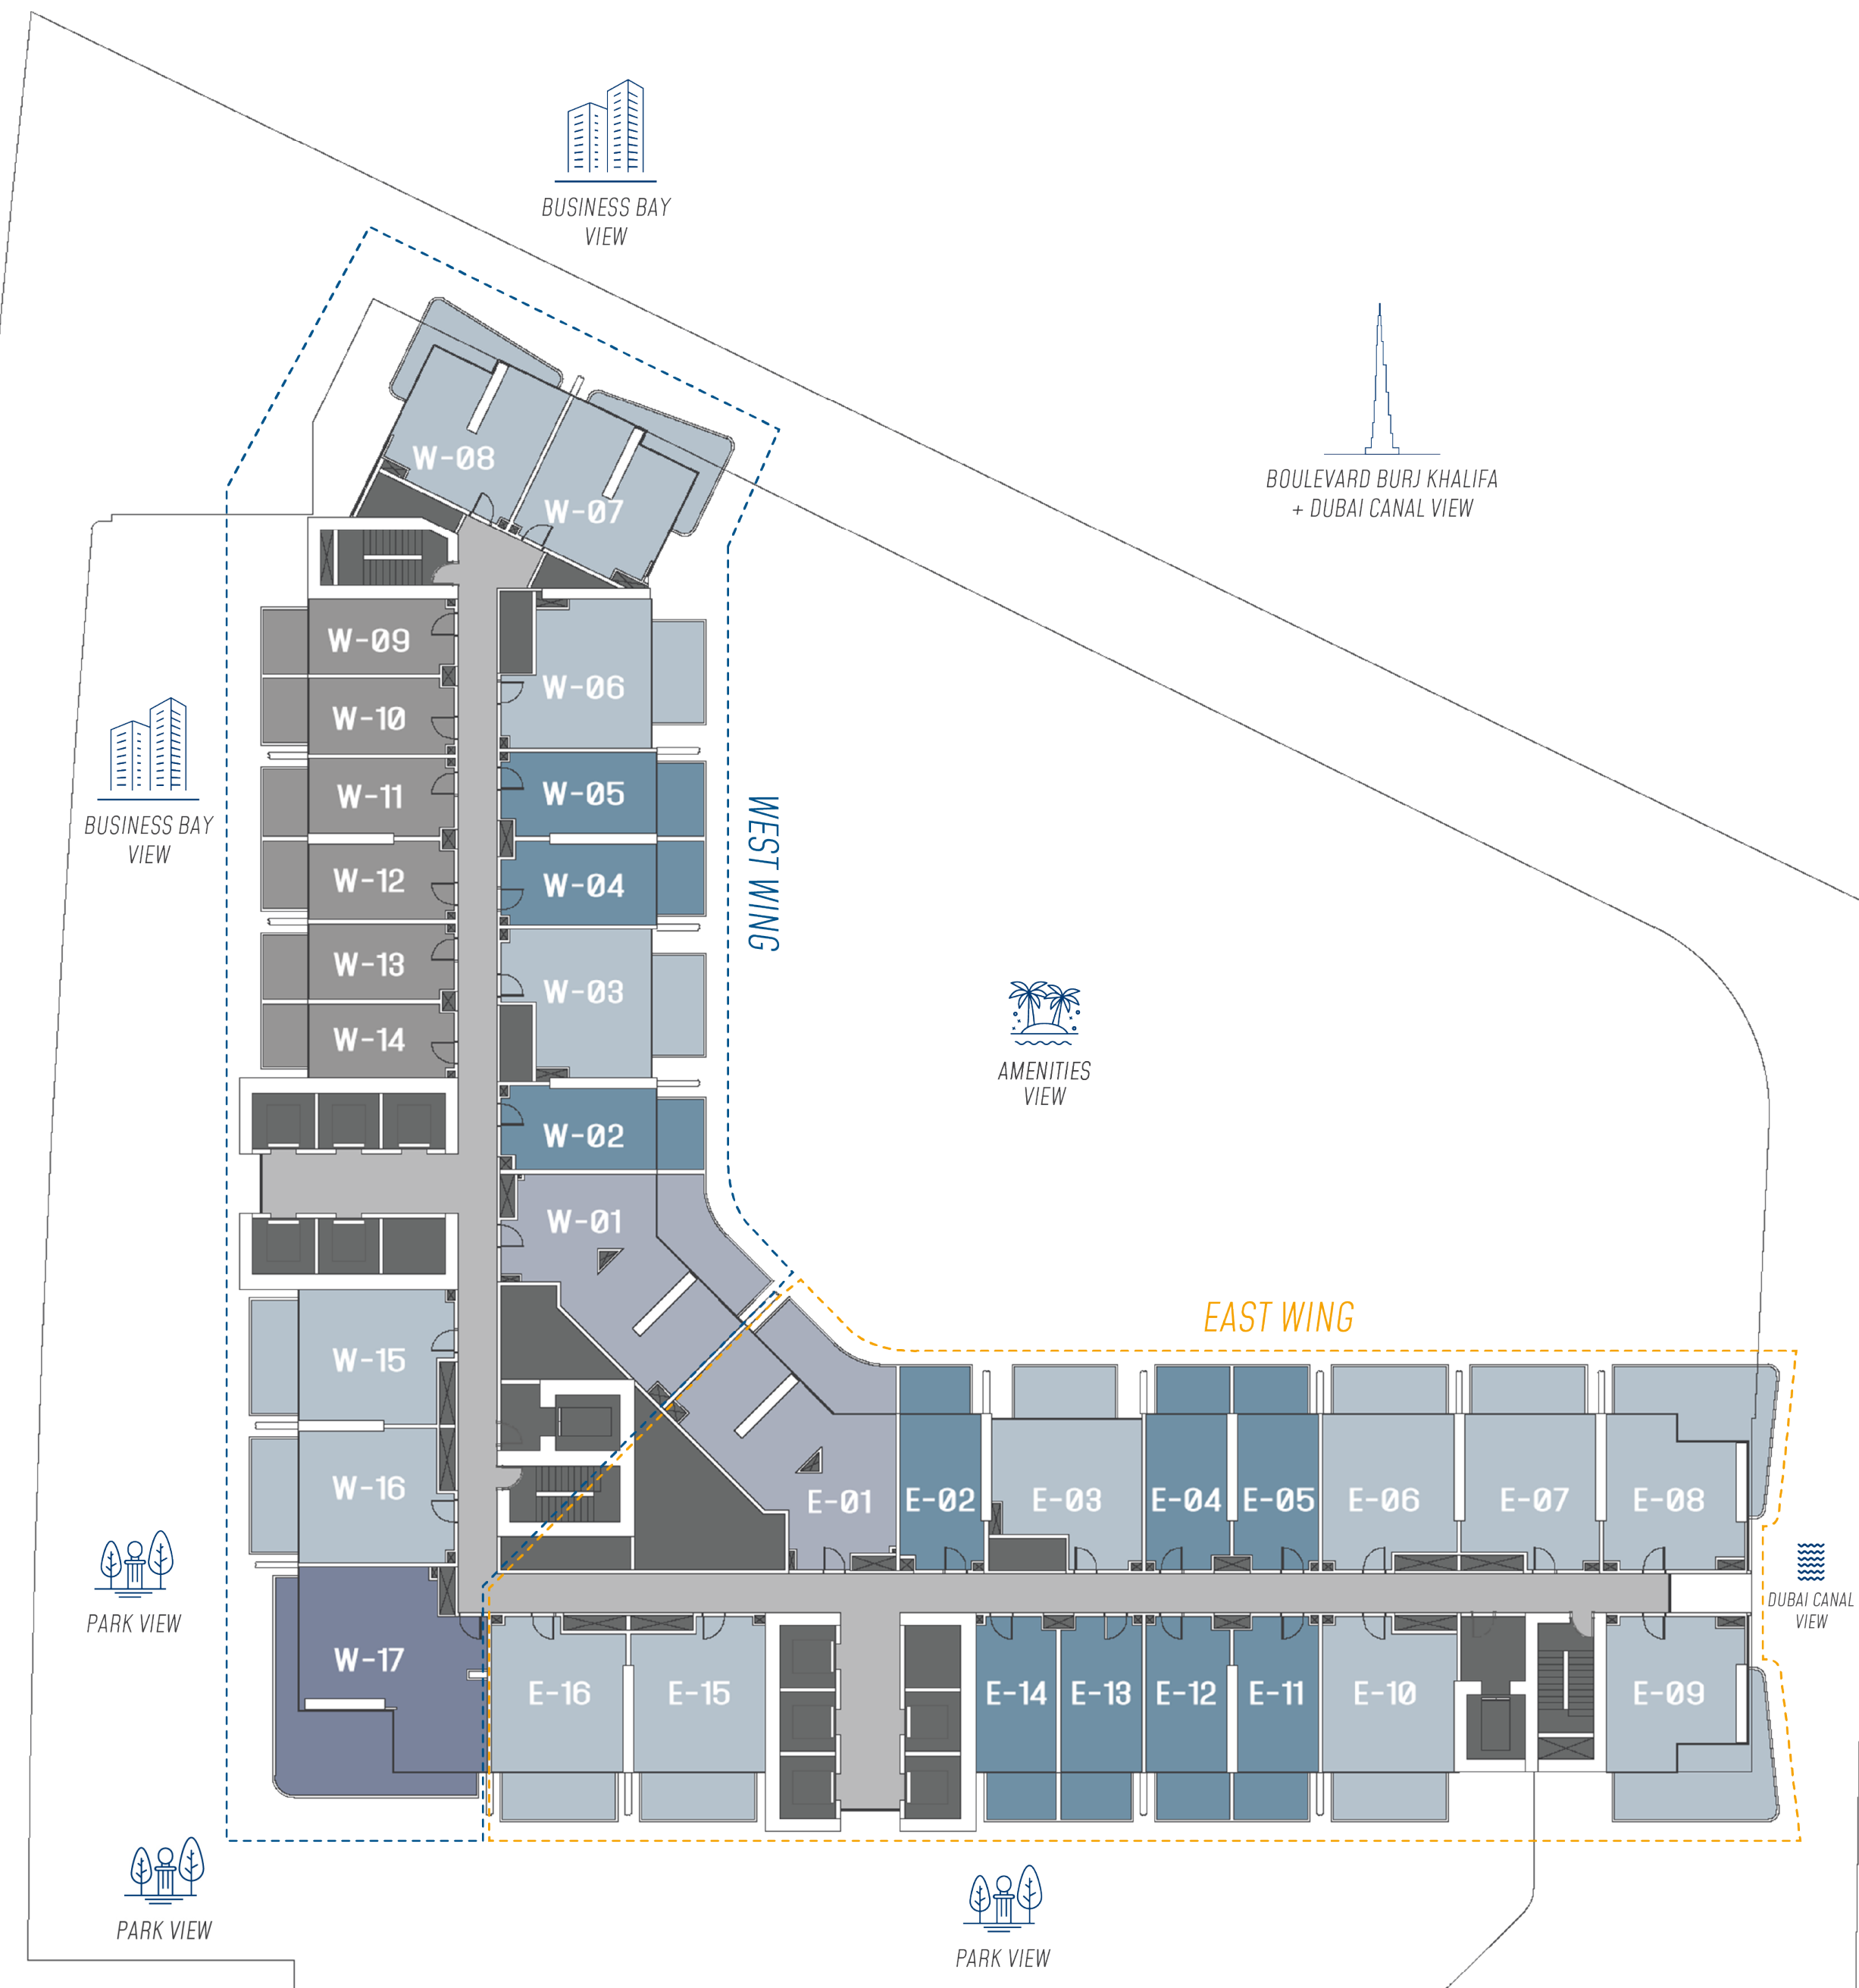 BUSINESS BAY
VIEW
BOULEVARD BURJ KHALIFA
+ DUBAI CANAL VIEW
W-08
W-07
W-09
W-06
W-10
W-11
W-05
W-12
W-04
W-13
W-03
W-14
W-02
W-01
W-15
W-16
W-17
BUSINESS BAY
VIEW
WEST WING
AMENITIES
VIEW
EAST WING
E-01
E-02
E-03
E-04
E-05
E-06
E-07
E-08
E-16
E-15
E-14
E-13
E-12
E-11
E-10
E-09
DUBAI CANAL
VIEW
PARK VIEW
PARK VIEW
PARK VIEW